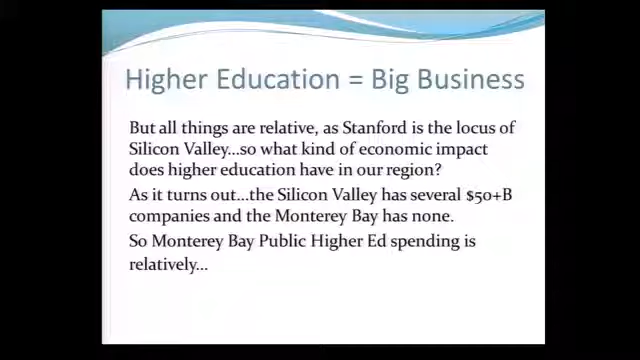 Higher Education = Big Business
But all things are relative, as Stanford is the locus of
Silicon Valley...so what kind of economic impact
does higher education have in our region?
As it turns out...the Silicon Valley has several $50+B
companies and the Monterey Bay has none.
So Monterey Bay Public Higher Ed spending is
relatively...